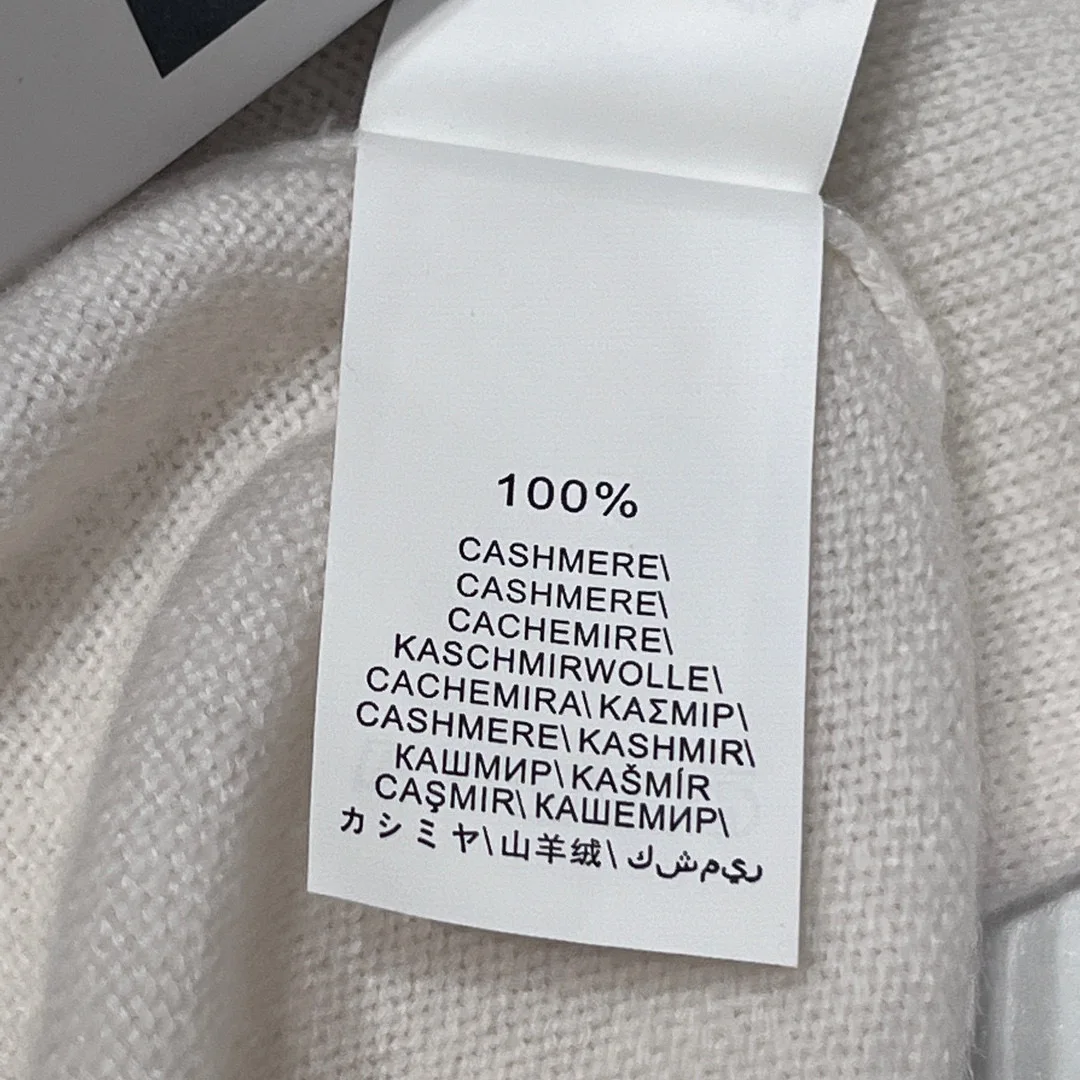 100%
CASHMERE\
CASHMERE\
CACHEMIRE\
KASCHMIRWOLLE\
CACHEMIRA\ ΚΑΣΜΙΡ\
CASHMERE\ KASHMIR\
КАШМИР\ KAŠMÍR
CAŞMIR\ КАШЕМИР\
カシミヤ\山羊绒\ ريمشك